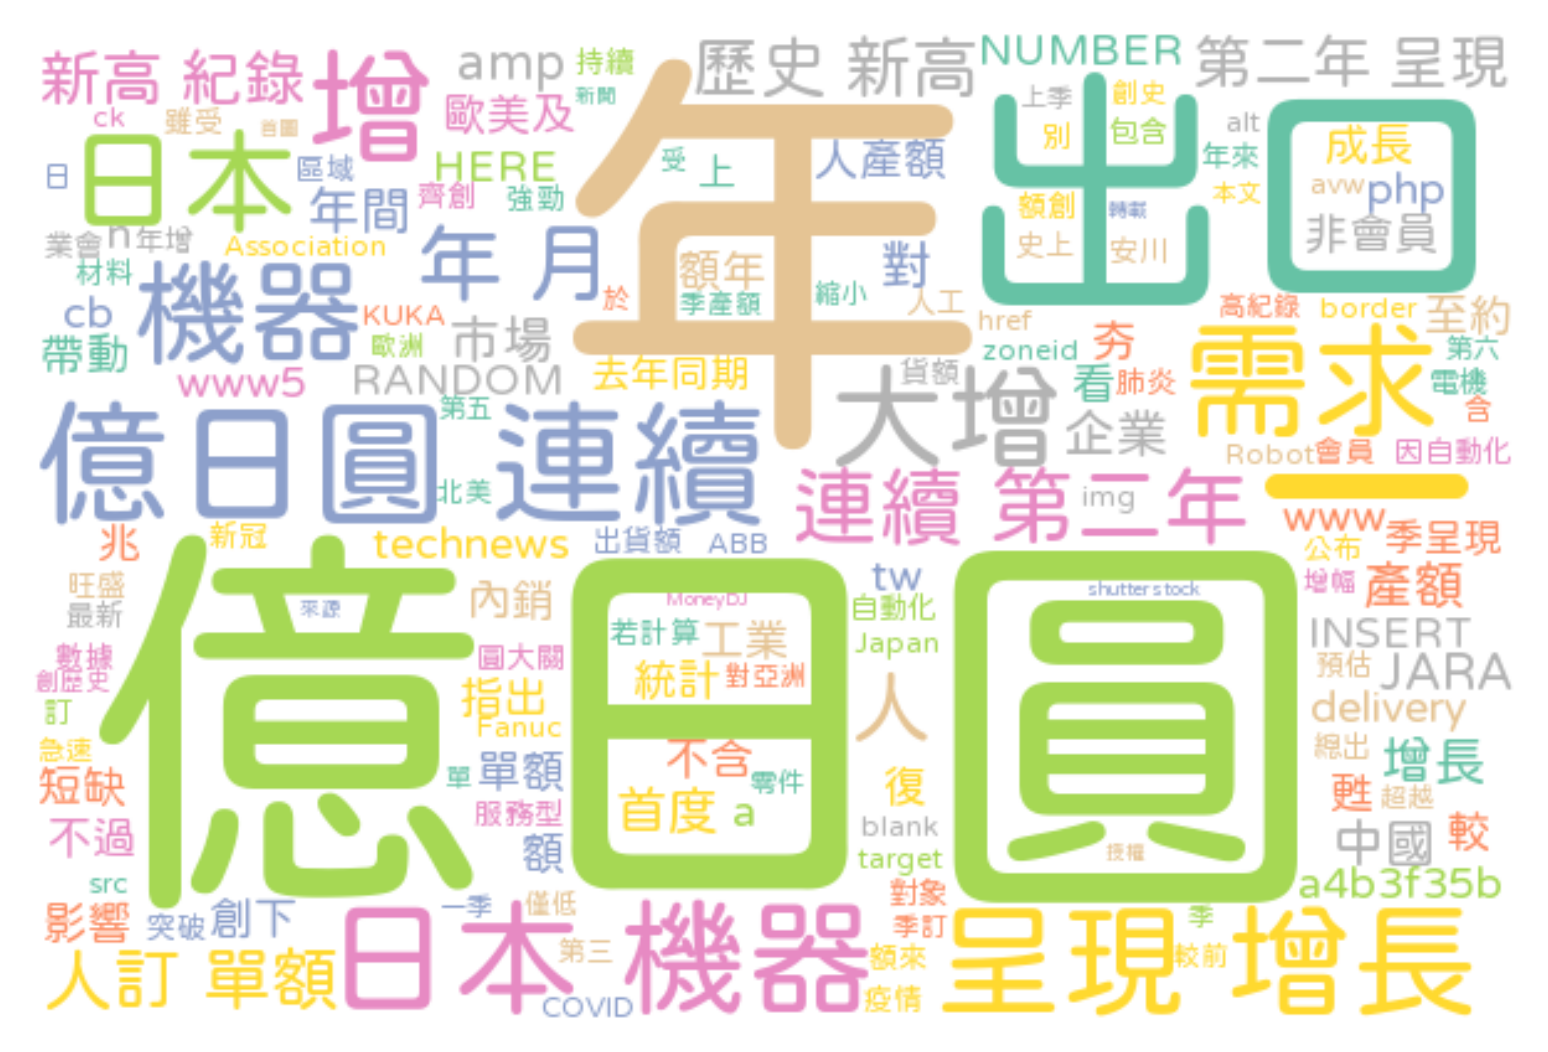 新高 紀錄
增
amp
持續
新聞
歷史 新高
NUMBER
第二年 呈現
ck
雖受
首圖
歐美及
年
出口
上季
創史
別
包含
alt
年來
成長
avw
php
本文
非會員
日
日本
區域
HERE
受
上
人產額
年間
齊創
強勁
額創
轉載
史上
安川
業會
n
年增
Association
年 月
額年
對
材料
機器
cb
KUKA
於
季產額
縮小
人工
href
高紀錄
border
至約
帶動
歐洲
市場
zoneid
夯
需求
第六
www5
RANDOM
去年同期
貨額
看
肺炎
電機
第五
大增
企業
含
億日圓 連續
北美
Robot
會員
因自動化
連續 第二年
img
一
www
季呈現
兆
新冠
technews
出貨額
ABB
公布
旺盛
最新
來源
內銷
億日圓
MoneyDJ
tw
自動化
shutterstock
增幅
產額
若計算
工業
Japan
INSERT
數據
創歷史
圓大關
統計
對亞洲
預估
JARA
訂
指出
Fanuc
人
delivery
急速
不含
總出
增長
短缺
單
單額
零件
復
甦
超越
不過
服務型
首度
a
blank
中國
較
額
target
授權
src
對象
a4b3f35b
影響
突破
創下
一季
僅低
季訂
季
人訂 單額
日本 機器
第三
額來
呈現 增長
較前
COVID
疫情